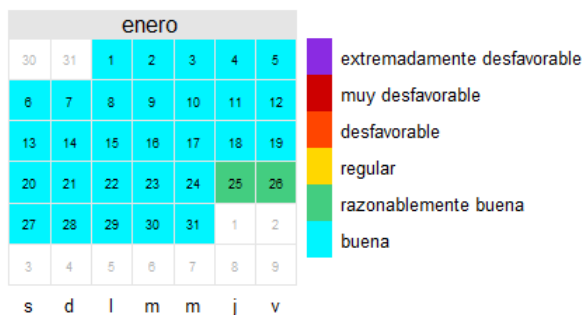 enero
30 31 1 2 3 4 5
6 7 8 9 10 11 12
13 14 15 16 17 18 19
20 21 22 23 24 25 26
27 28 29 30 31 1 2
3 4 5 6 7 8 9
s d l m m j v
extremadamente desfavorable
muy desfavorable
desfavorable
regular
razonablemente buena
buena